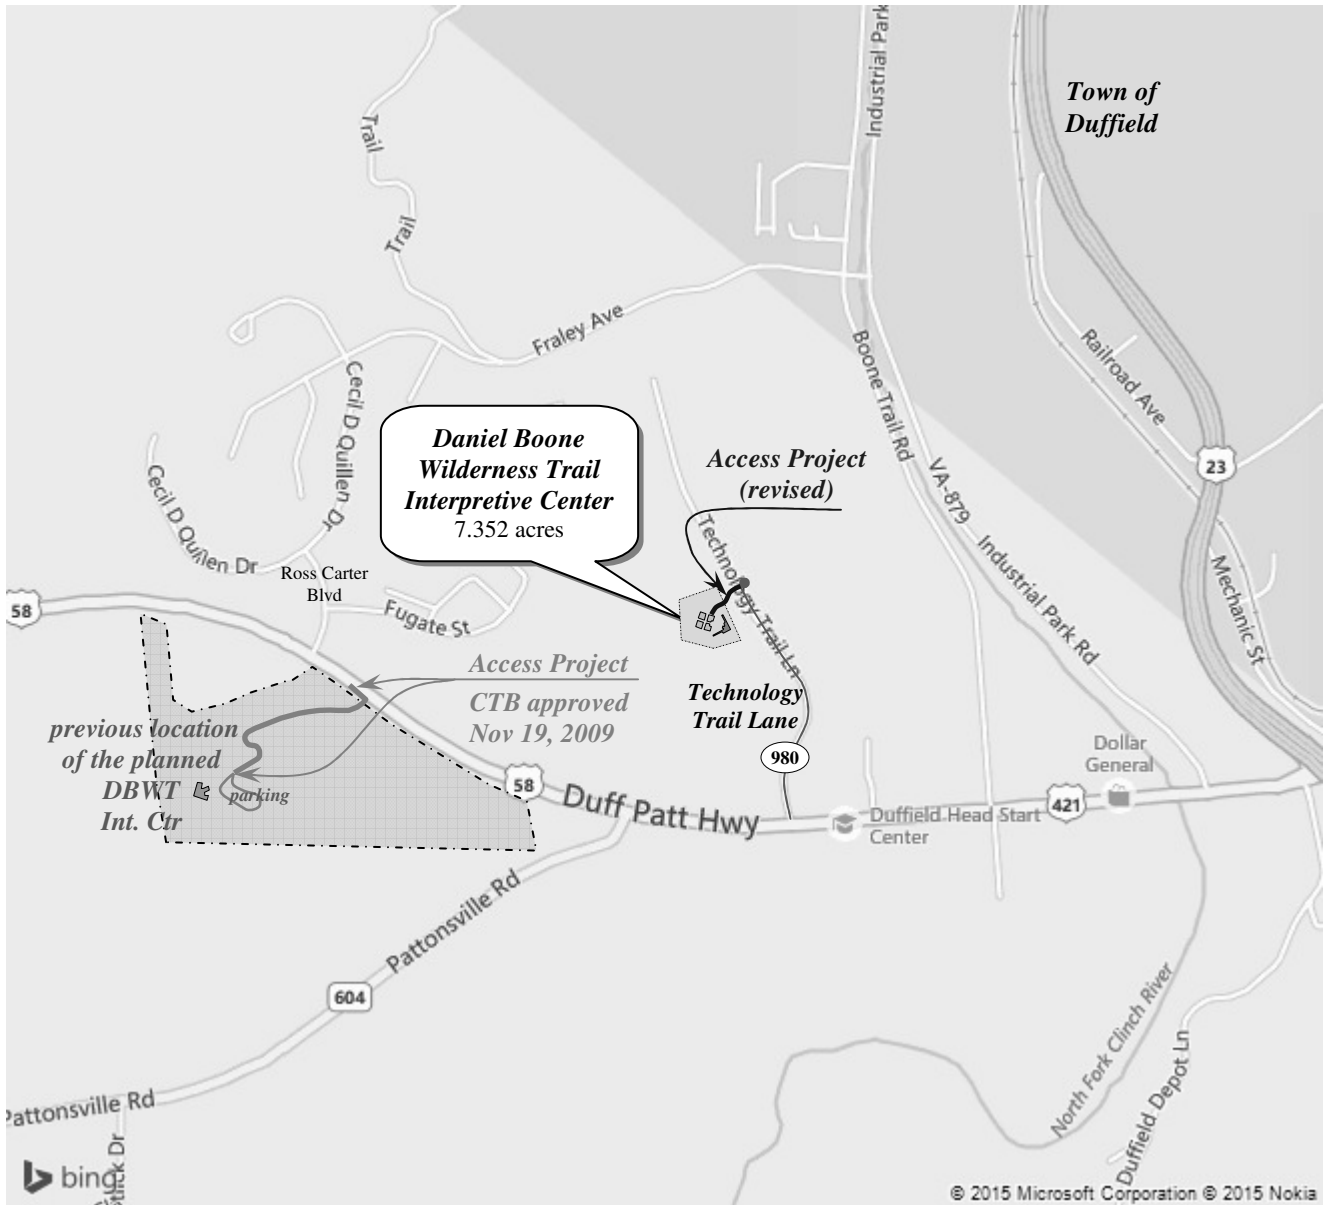 Industrial Park
Town of
Duffield
Trail
Trail
Fraley Ave
Boone Trail Rd
Railroad Ave
Cecil D Quillen Dr
Daniel Boone
Wilderness Trail
Interpretive Center
7.352 acres
Access Project
(revised)
23
VA-879
Cecil D Quillen Dr
Technology Trail Ln
Industrial Park Rd
Mechanic St
Ross Carter
Blvd
58
Fugate St
Access Project
CTB approved
Nov 19, 2009
Technology
Trail Lane
previous location
of the planned
DBWT
Int. Ctr
parking
980
Dollar
General
58
Duff Patt Hwy
421
Duffield Head Start
Center
Pattonsville Rd
604
North Fork Clinch River
Duffield Depot Ln
Pattonsville Rd
bing
© 2015 Microsoft Corporation © 2015 Nokia